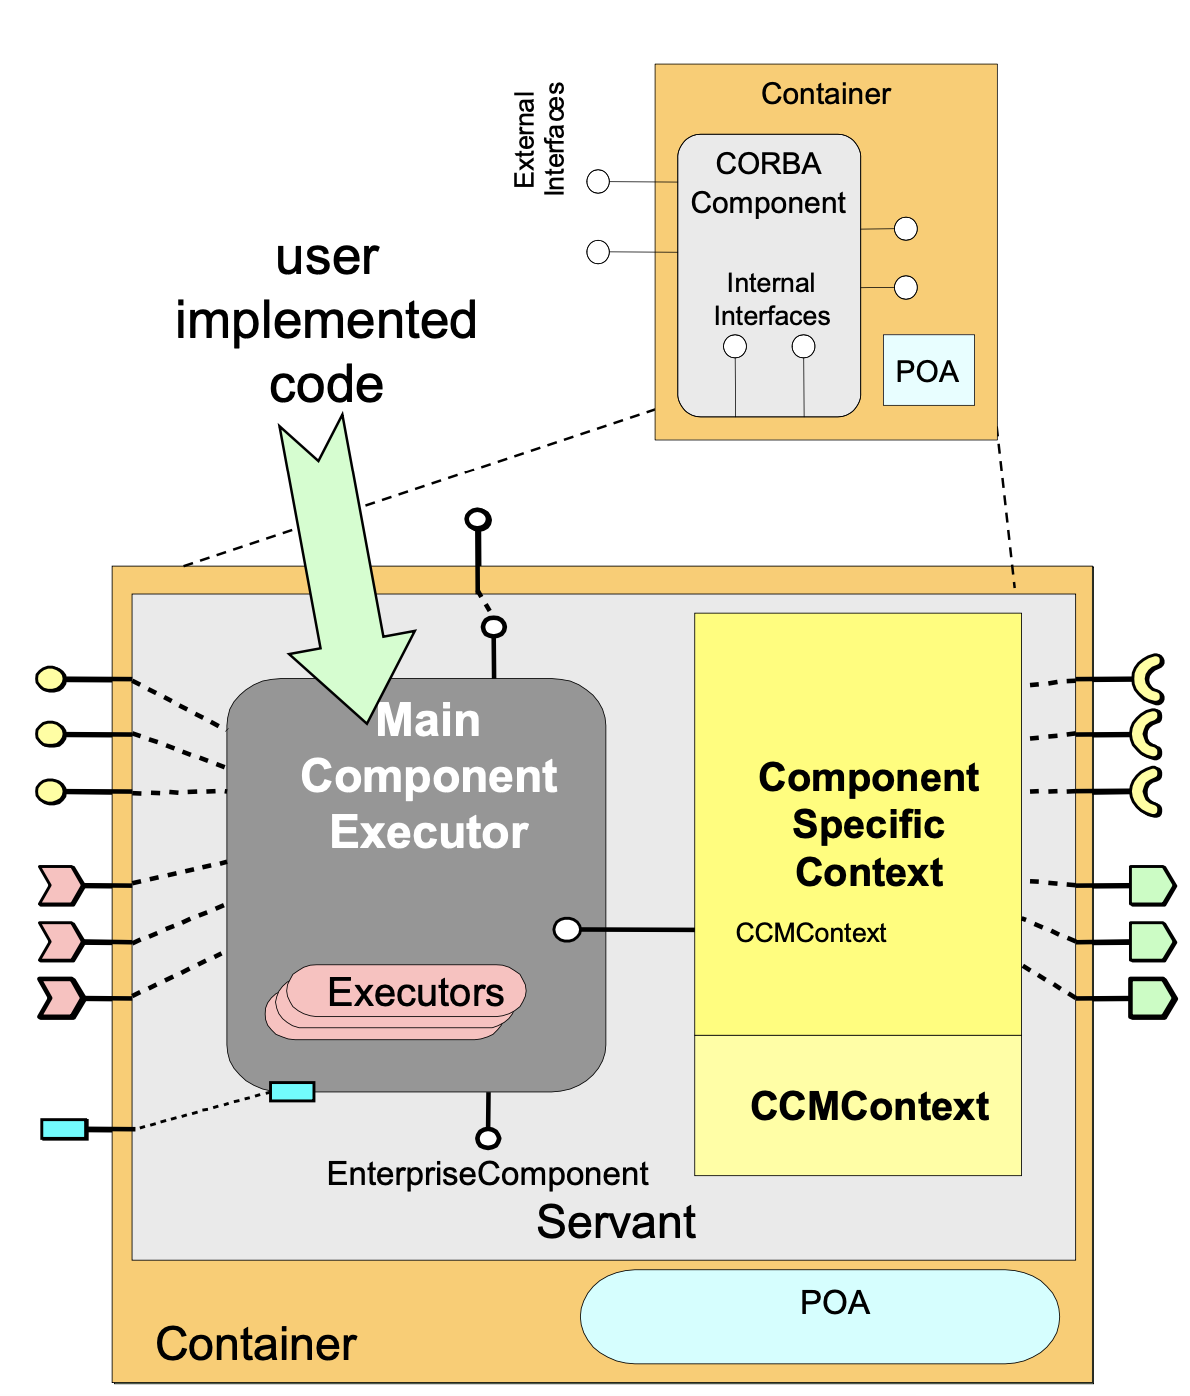 External
Interfaces
Container
CORBA
Component
Internal
Interfaces
POA
user
implemented
code
Main
Component
Executor
Executors
Component
Specific
Context
CCMContext
CCMContext
EnterpriseComponent
Servant
POA
Container